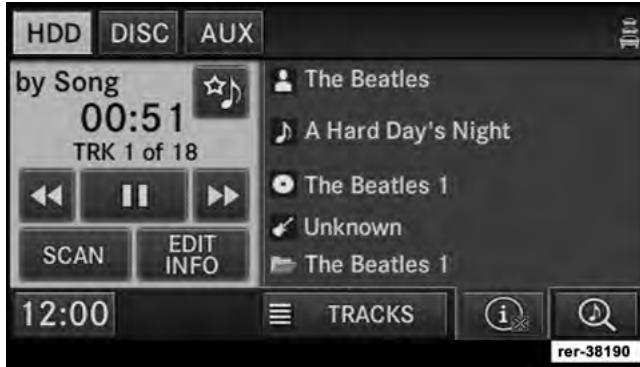 HDD DISC AUX
by Song
00:51
TRK 1 of 18
The Beatles
A Hard Day's Night
The Beatles 1
Unknown
The Beatles 1
SCAN
EDIT
INFO
12:00
TRACKS
rer-38190